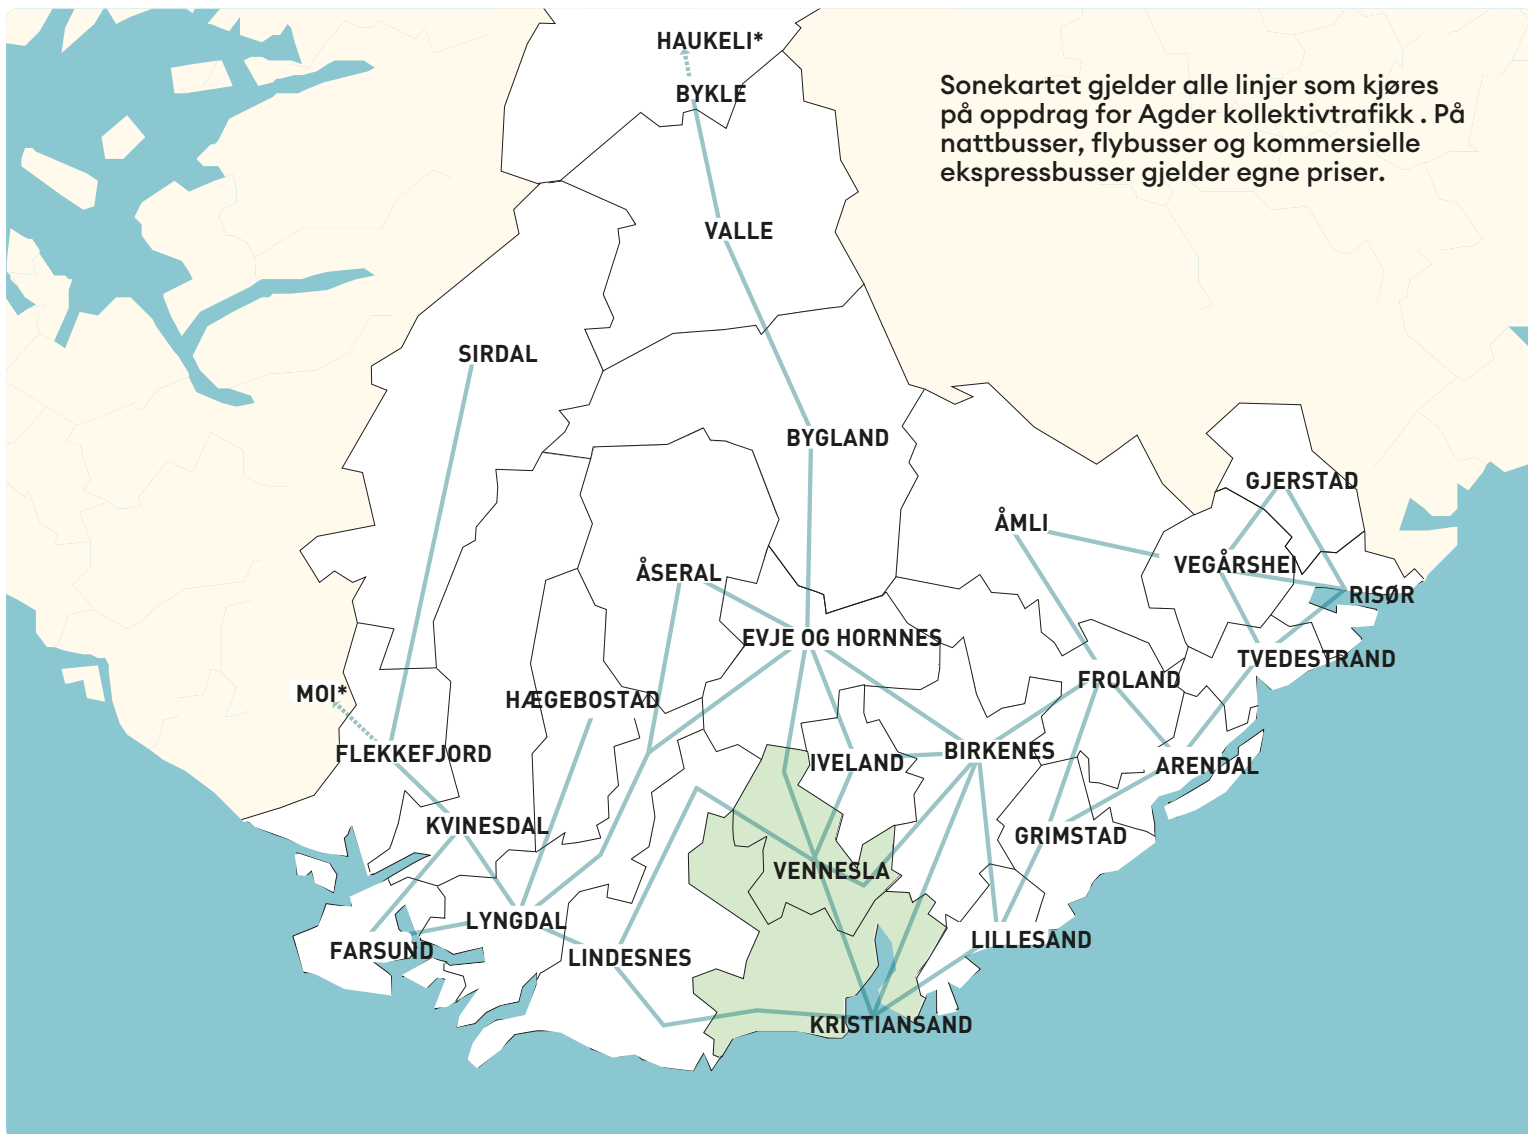 HAUKELI*
BYKLE
Sonekartet gjelder alle linjer som kjøres
på oppdrag for Agder kollektivtrafikk . På
nattbusser, flybusser og kommersielle
ekspressbusser gjelder egne priser.
VALLE
SIRDAL
BYGLAND
GJERSTAD
ÅMLI
VEGÅRSHEI
ÅSERAL
RISØR
EVJE OG HORNNES
TVEDESTRAND
FROLAND
MOI*
HÆGEBOSTAD
FLEKKEFJORD
BIRKENES
IVELAND
ARENDAL
KVINESDAL
GRIMSTAD
VENNESLA
LYNGDAL
LILLESAND
FARSUND
LINDESNES
KRISTIANSAND